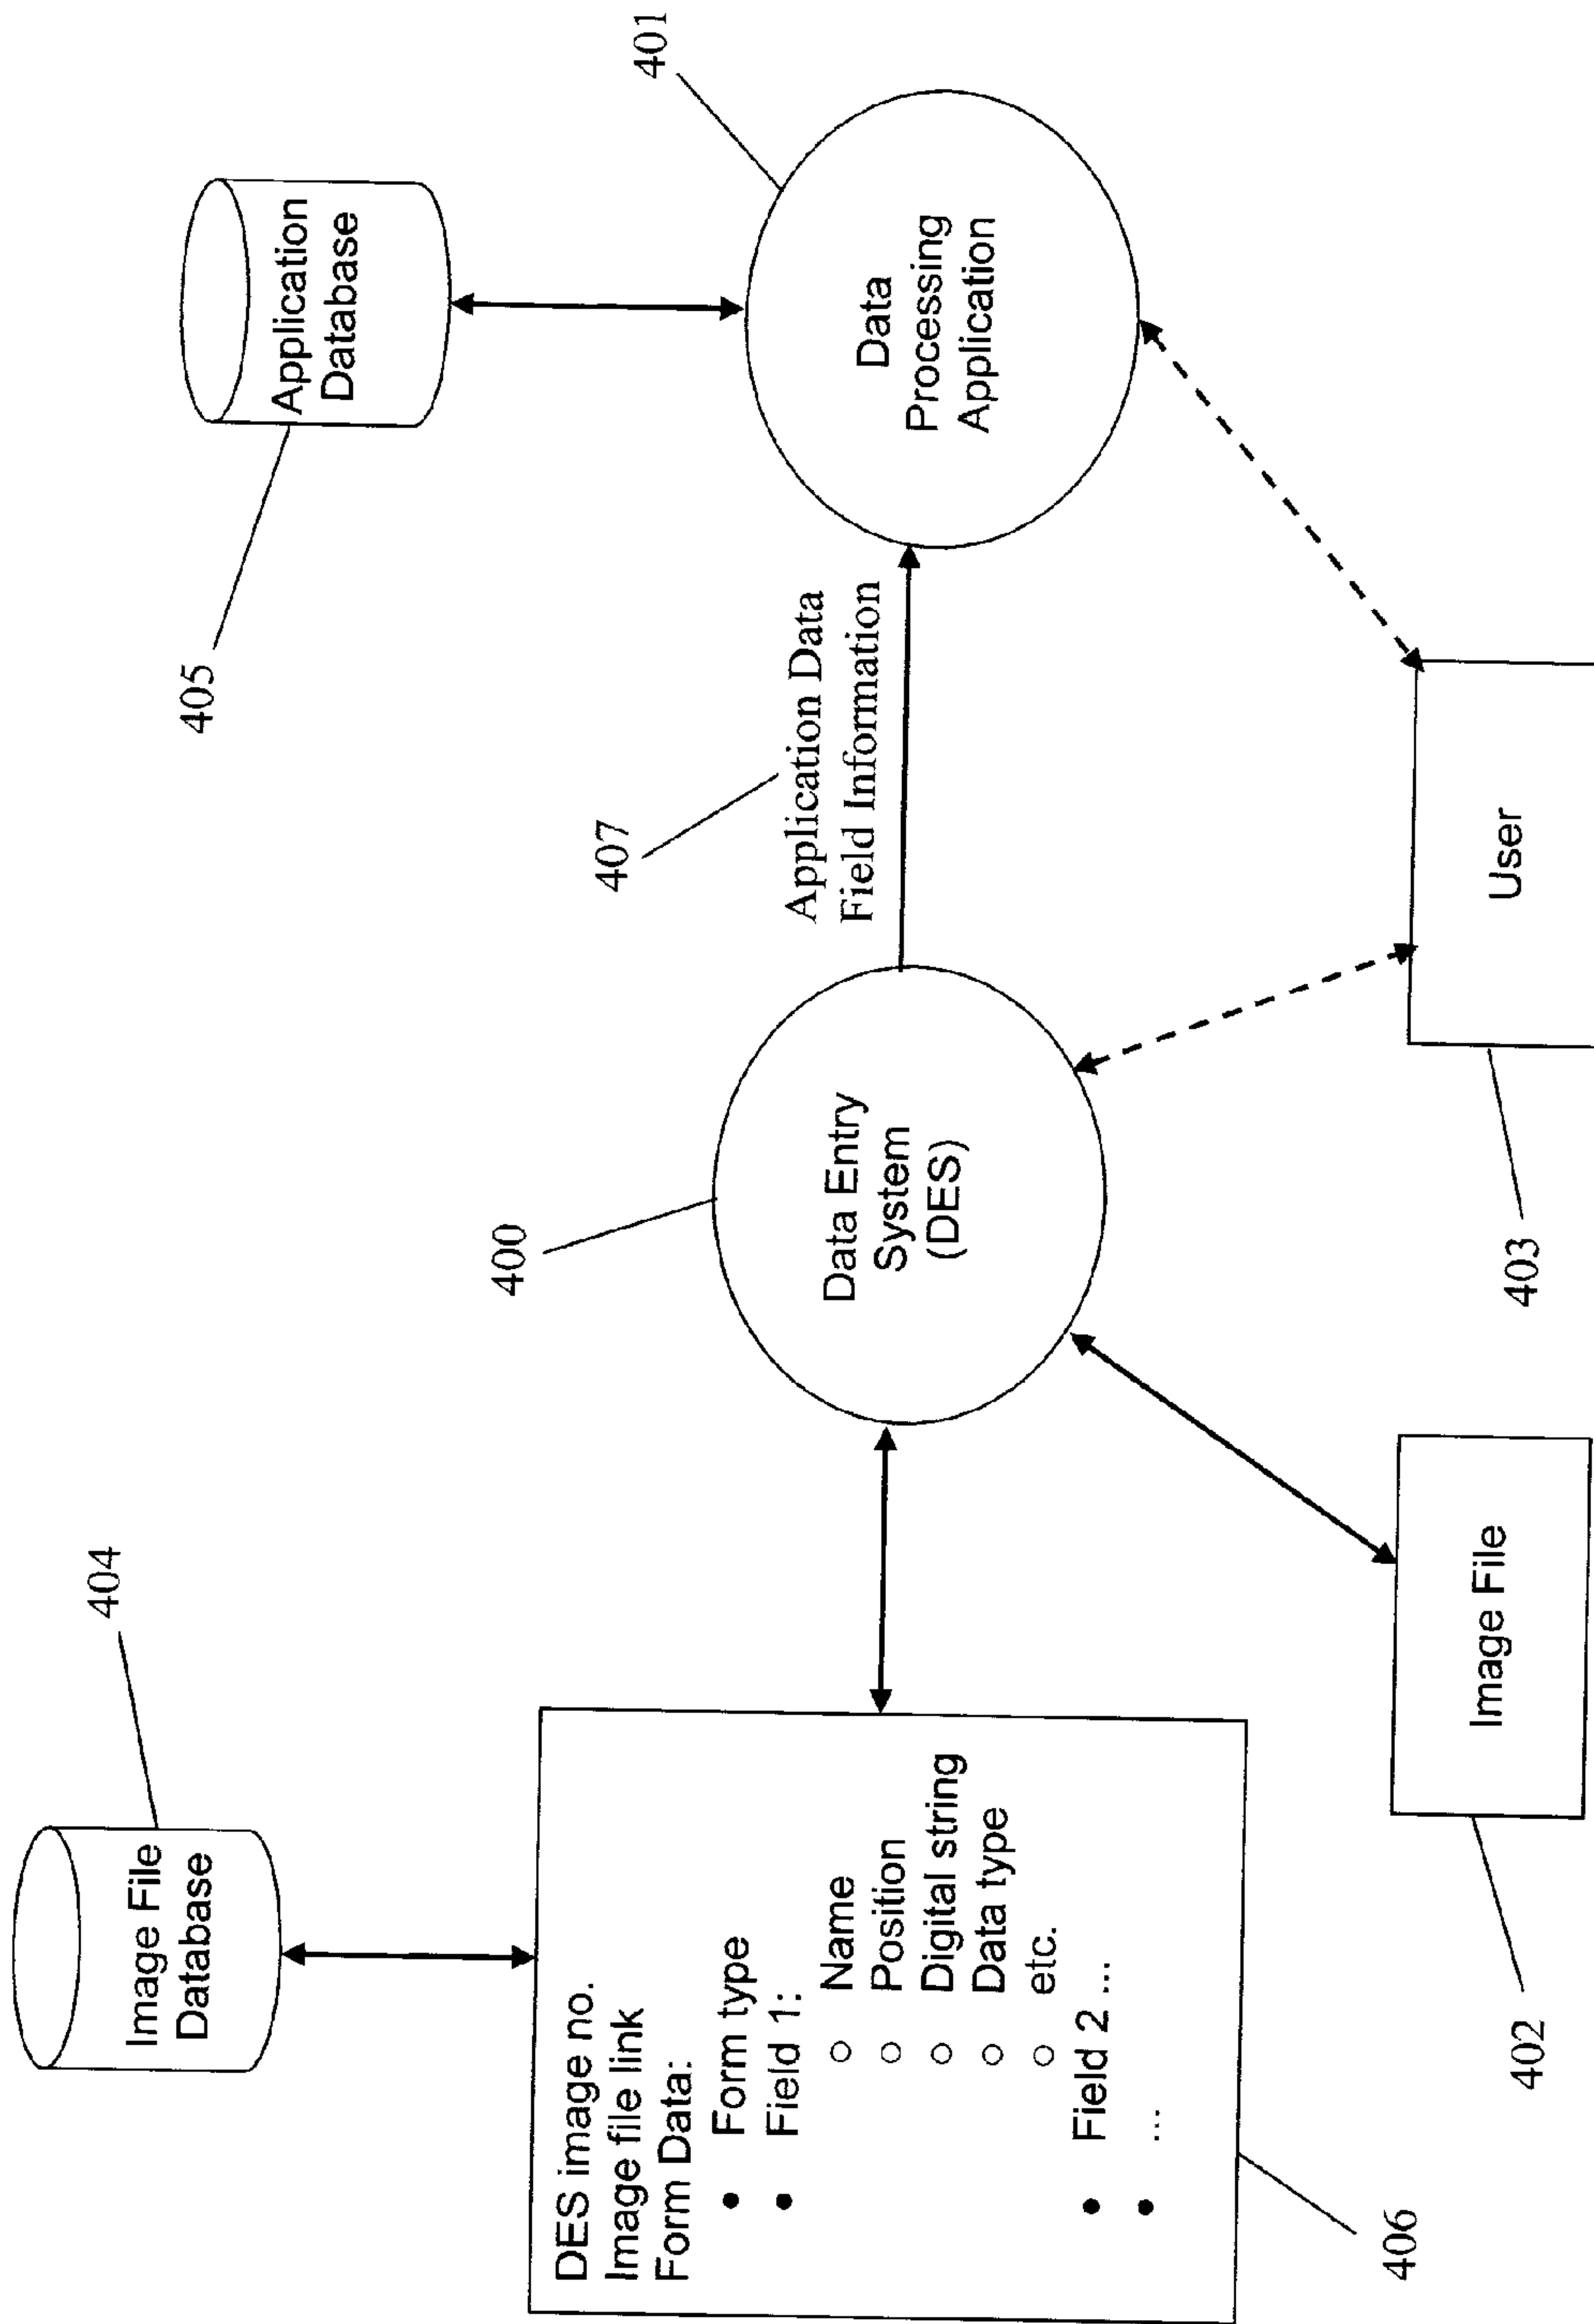 404
Image File
Database
DES image no.
Image file link
Form Data:
• Form type
• Field 1:
○ Name
○ Position
○ Digital string
○ Data type
○ etc.
• Field 2 ...
• ...
406
Image File
402
400
Data Entry
System
(DES)
407
Application Data
Field Information
405
Application
Database
401
Data
Processing
Application
User
403